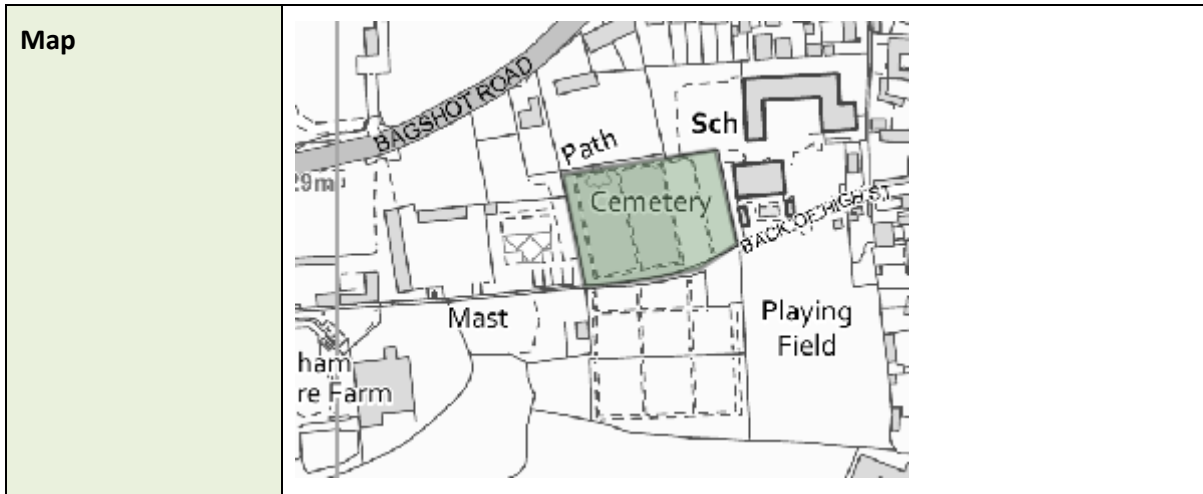 Map
BAGSHOT ROAD
Sch
Path
29m
Cemetery
BACK OF HIGH ST
Mast
Playing
Field
ham
re Farm